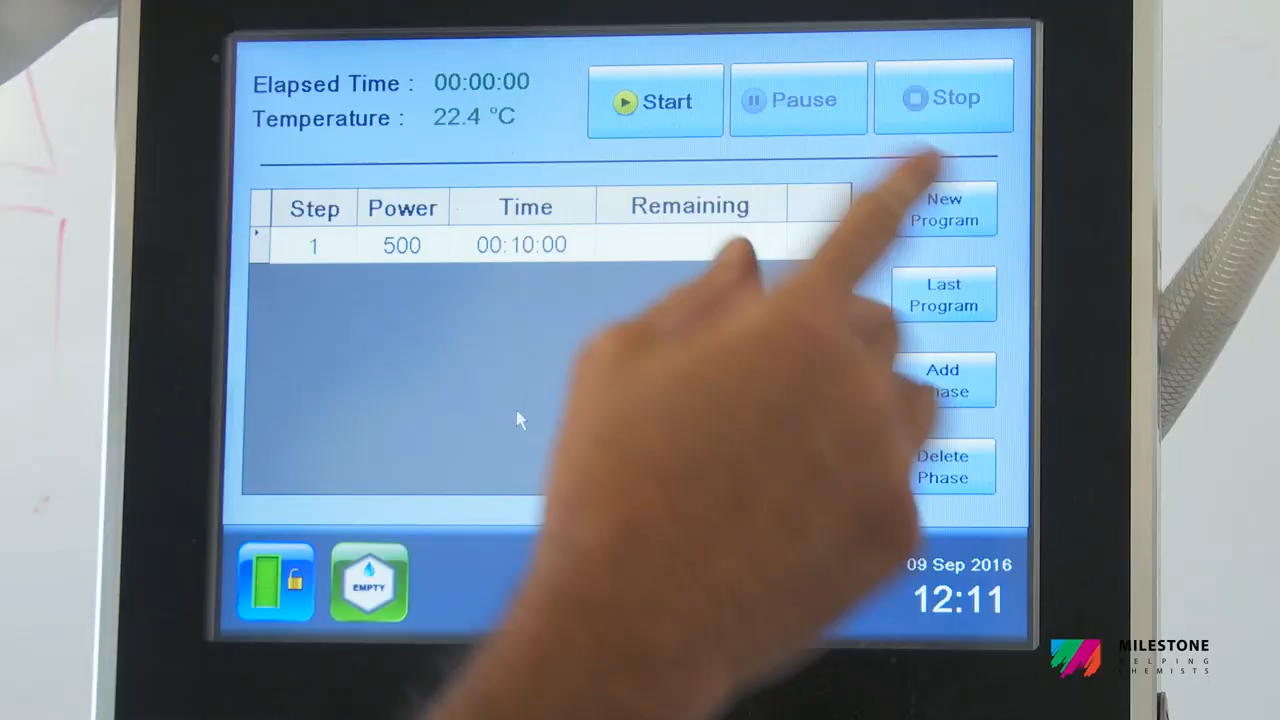 Elapsed Time : 00:00:00
Temperature : 22.4 °C
Start
Pause
Stop
Step Power Time Remaining
1 500 00:10:00
New
Program
Last
Program
Add
Delete
Phase
EMPTY
09 Sep 2016
12:11
MILESTONE
HELPING
CHEMISTS